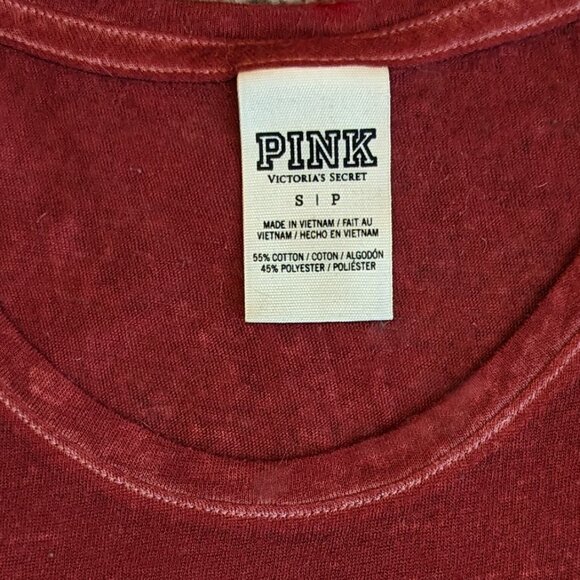 PINK
VICTORIA'S SECRET
S | P
MADE IN VIETNAM / FAIT AU
VIETNAM / HECHO EN VIETNAM
55% COTTON / COTON / ALGODÓN
45% POLYESTER / POLIÉSTER